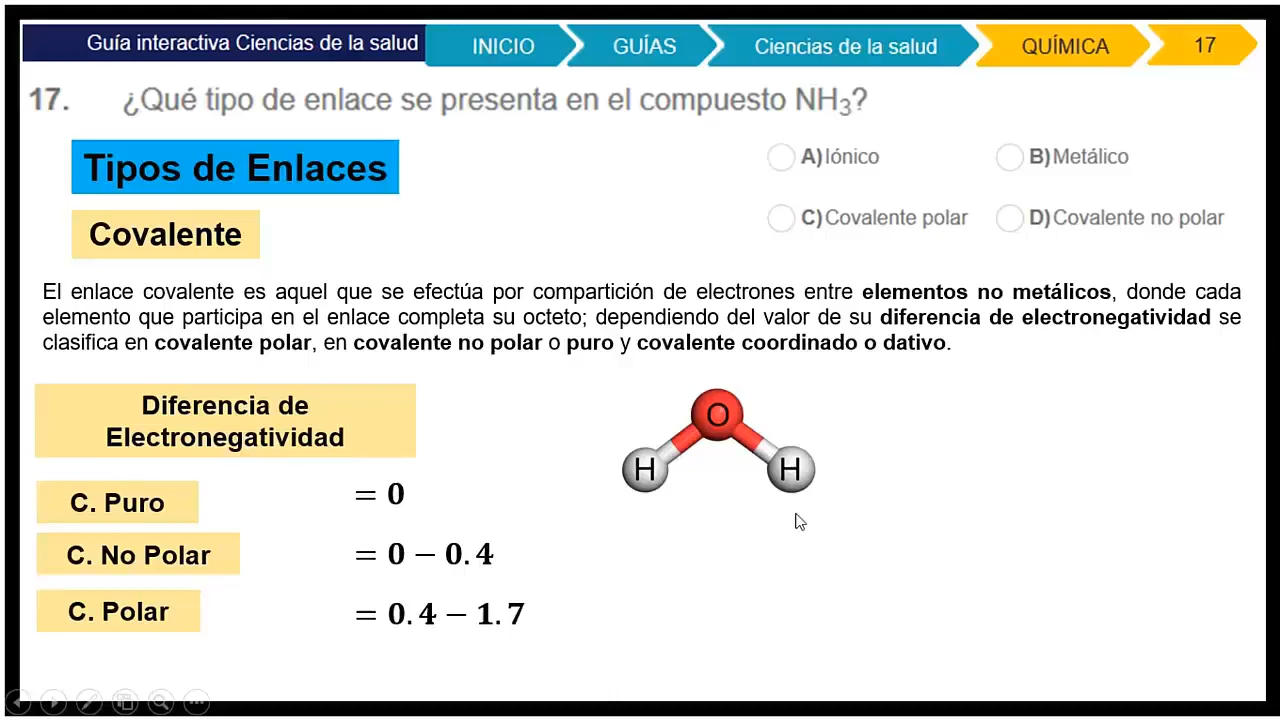 Guía interactiva Ciencias de la salud
INICIO
GUÍAS
Ciencias de la salud
QUÍMICA
17
17. ¿Qué tipo de enlace se presenta en el compuesto NH₃?
Tipos de Enlaces
A) Iónico
B) Metálico
C) Covalente polar
D) Covalente no polar
Covalente
El enlace covalente es aquel que se efectúa por compartición de electrones entre elementos no metálicos, donde cada
elemento que participa en el enlace completa su octeto; dependiendo del valor de su diferencia de electronegatividad se
clasifica en covalente polar, en covalente no polar o puro y covalente coordinado o dativo.
Diferencia de
Electronegatividad
O
H
H
C. Puro = 0
C. No Polar = 0 − 0.4
C. Polar = 0.4 − 1.7